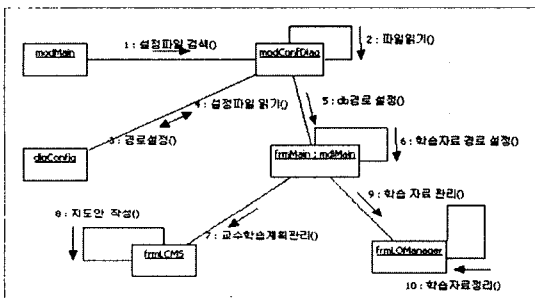 modMain
1 : 설정파일 검색()
modConfDiag
2 : 파일읽기()
4 : 설정파일 읽기()
3 : 경로설정()
dlgConfig
5 : db경로 설정()
frmMain : mdiMain
6 : 학습자료 경로 설정()
9 : 학습 자료 관리()
8 : 지도안 작성()
7 : 교수학습계획관리()
frmLCMS
frmLOManager
10 : 학습자료정리()